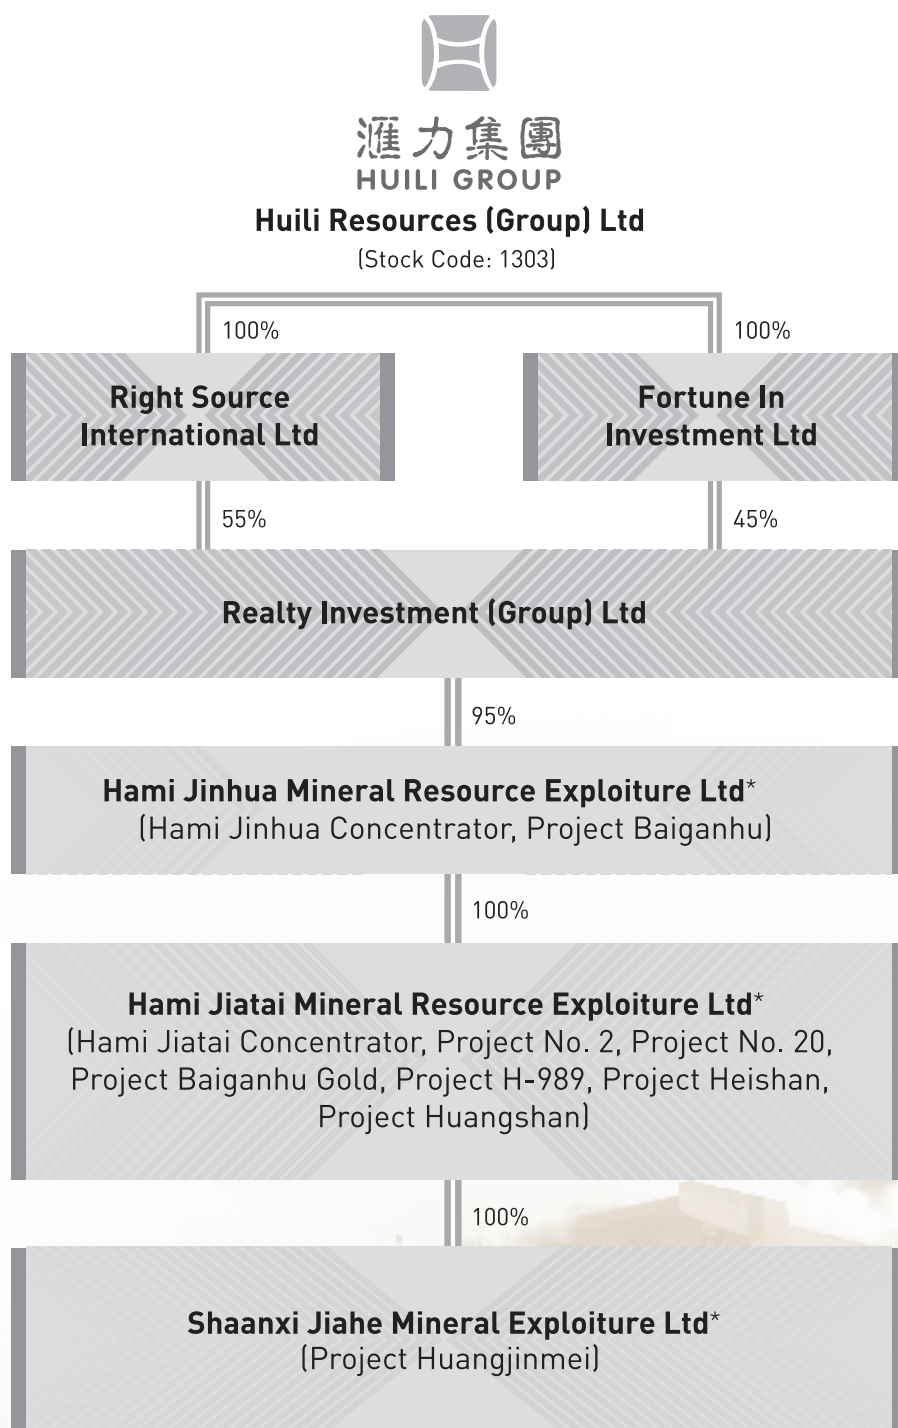 滙力集團
HUILI GROUP
Huili Resources (Group) Ltd
(Stock Code: 1303)
100%
100%
Right Source
International Ltd
Fortune In
Investment Ltd
55%
45%
Realty Investment (Group) Ltd
95%
Hami Jinhua Mineral Resource Exploiture Ltd*
(Hami Jinhua Concentrator, Project Baiganhu)
100%
Hami Jiatai Mineral Resource Exploiture Ltd*
(Hami Jiatai Concentrator, Project No. 2, Project No. 20,
Project Baiganhu Gold, Project H-989, Project Heishan,
Project Huangshan)
100%
Shaanxi Jiahe Mineral Exploiture Ltd*
(Project Huangjinmei)